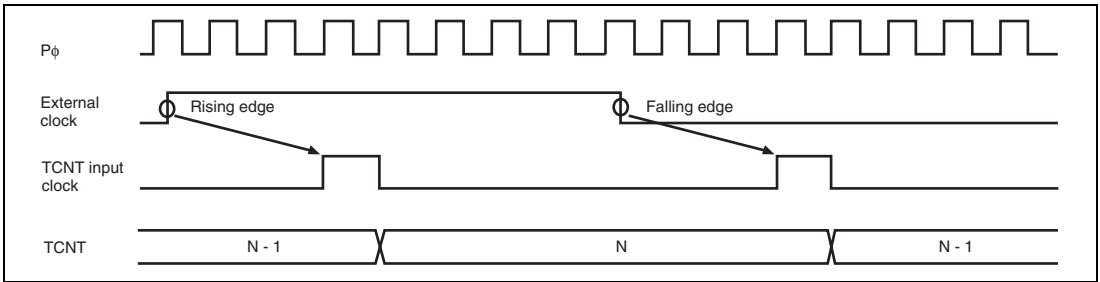 Pϕ
External
clock
Rising edge
Falling edge
TCNT input
clock
TCNT
N - 1
N
N - 1